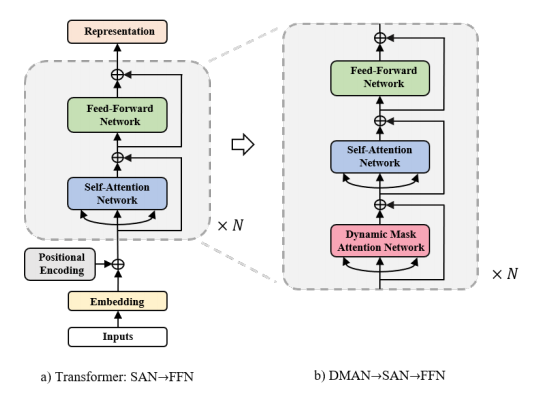 Representation
Feed-Forward
Network
Self-Attention
Network
× N
Positional
Encoding
Embedding
Inputs
a) Transformer: SAN→FFN
Feed-Forward
Network
Self-Attention
Network
Dynamic Mask
Attention Network
× N
b) DMAN→SAN→FFN